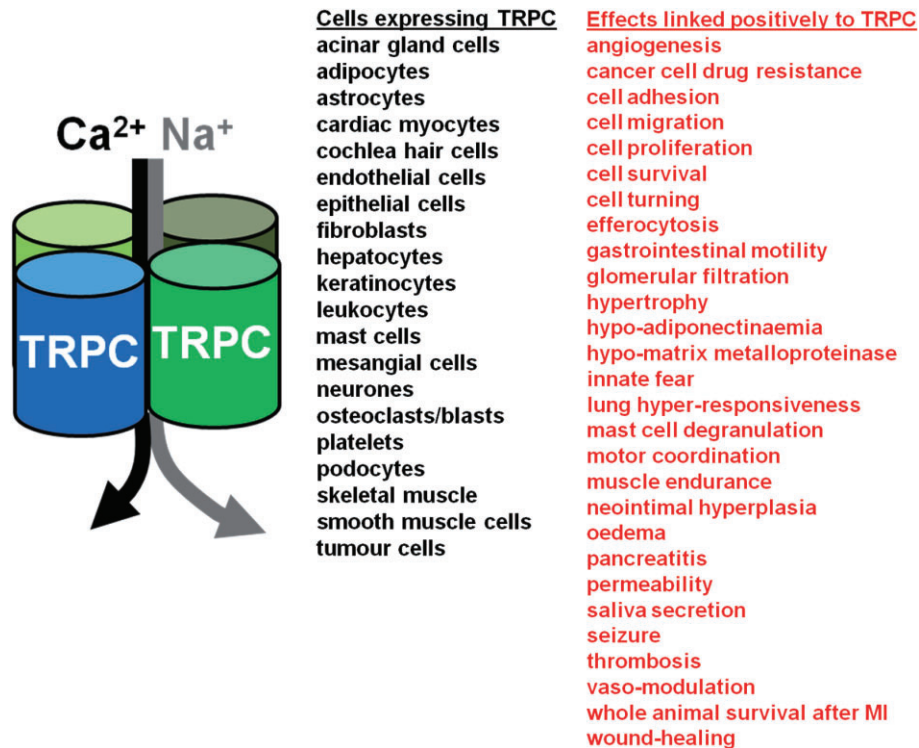 Ca²⁺ Na⁺
TRPC TRPC
Cells expressing TRPC
acinar gland cells
adipocytes
astrocytes
cardiac myocytes
cochlea hair cells
endothelial cells
epithelial cells
fibroblasts
hepatocytes
keratinocytes
leukocytes
mast cells
mesangial cells
neurones
osteoclasts/blasts
platelets
podocytes
skeletal muscle
smooth muscle cells
tumour cells
Effects linked positively to TRPC
angiogenesis
cancer cell drug resistance
cell adhesion
cell migration
cell proliferation
cell survival
cell turning
efferocytosis
gastrointestinal motility
glomerular filtration
hypertrophy
hypo-adiponectinaemia
hypo-matrix metalloproteinase
innate fear
lung hyper-responsiveness
mast cell degranulation
motor coordination
muscle endurance
neointimal hyperplasia
oedema
pancreatitis
permeability
saliva secretion
seizure
thrombosis
vaso-modulation
whole animal survival after MI
wound-healing